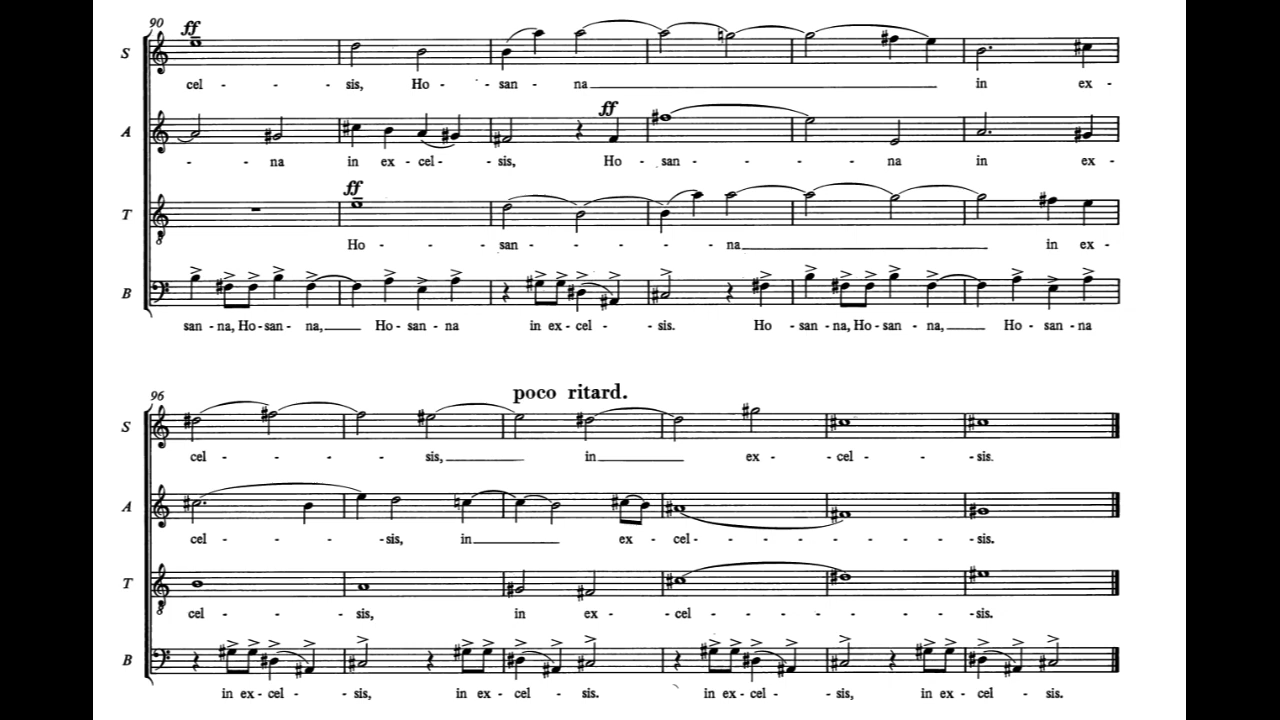 90
ff
S
cel - - - sis, Ho - - san - na in ex -
ff
A
- - na in ex - cel - - sis, Ho - san - - - - na in ex -
ff
T
Ho - - - san - - - - - na in ex -
B
san - na, Ho - san - na, Ho - san - na in ex - cel - - sis. Ho - san - na, Ho - san - na, Ho - san - na
96
poco ritard.
S
cel - - - - sis, in ex - - cel - - - sis.
A
cel - - - - sis, in ex - cel - - - - - - - sis.
T
cel - - - sis, in ex - - cel - - - - - - sis.
B
in ex - cel - - sis, in ex - cel - sis. in ex - cel - - sis, in ex - cel - sis.